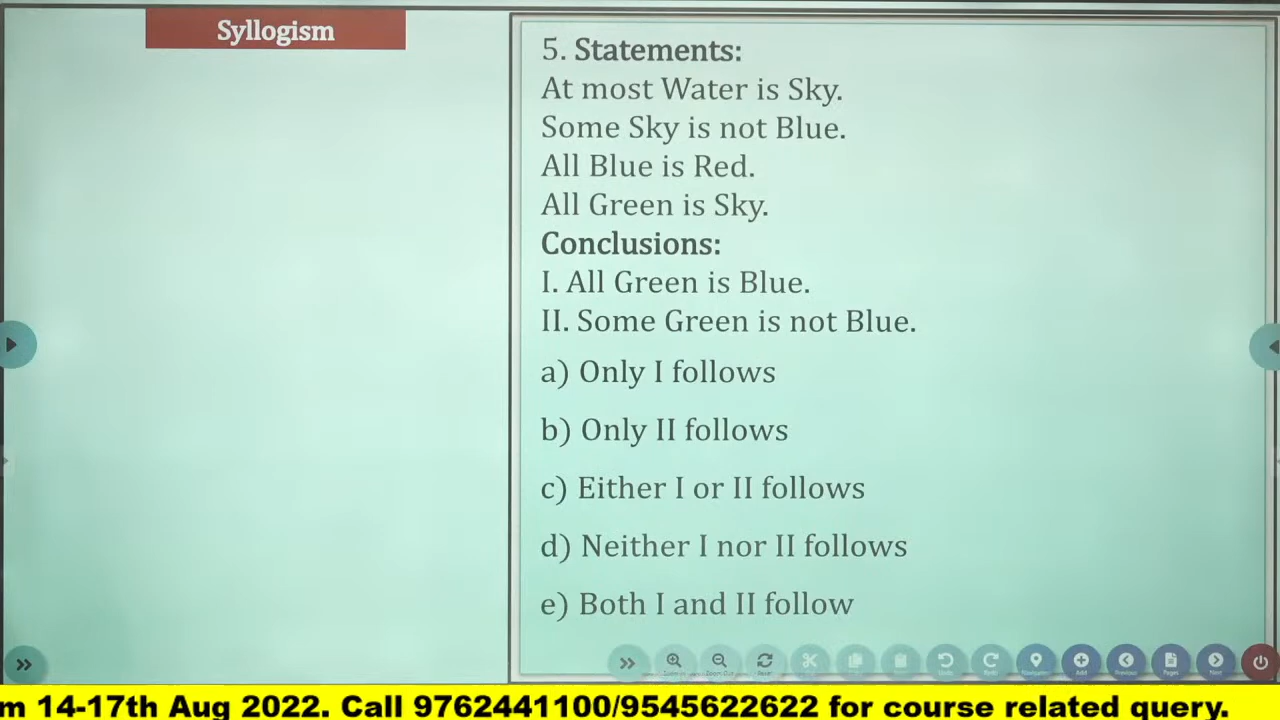 Syllogism
5. Statements:
At most Water is Sky.
Some Sky is not Blue.
All Blue is Red.
All Green is Sky.
Conclusions:
I. All Green is Blue.
II. Some Green is not Blue.
a) Only I follows
b) Only II follows
c) Either I or II follows
d) Neither I nor II follows
e) Both I and II follow
m 14-17th Aug 2022. Call 9762441100/9545622622 for course related query.